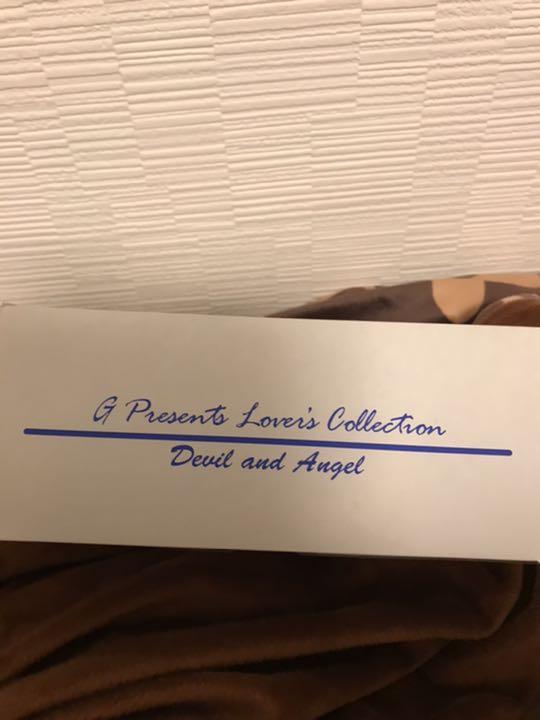 G Presents Lover's Collection
Devil and Angel